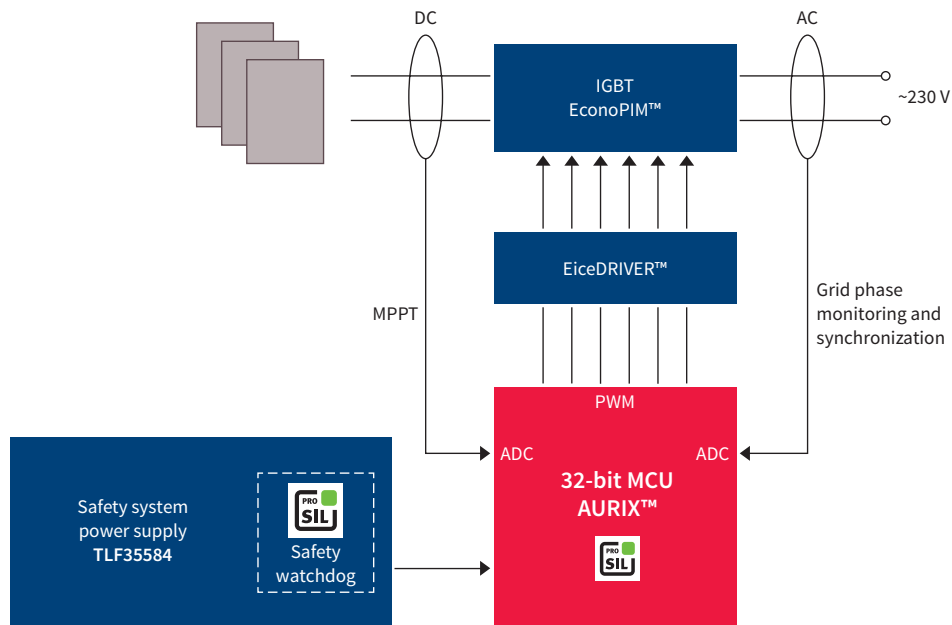 DC
AC
IGBT
EconoPIM™
~230 V
EiceDRIVER™
MPPT
Grid phase
monitoring and
synchronization
PWM
ADC
ADC
32-bit MCU
AURIX™
PRO
SIL
Safety system
power supply
TLF35584
PRO
SIL
Safety
watchdog